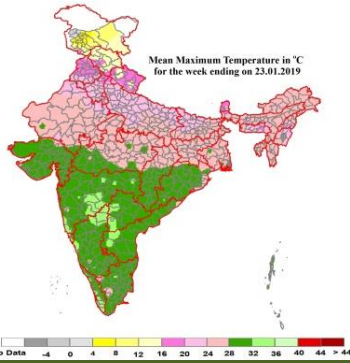 Mean Maximum Temperature in °C
for the week ending on 23.01.2019
o Data -4 0 4 8 12 16 20 24 28 32 36 40 44 > 44